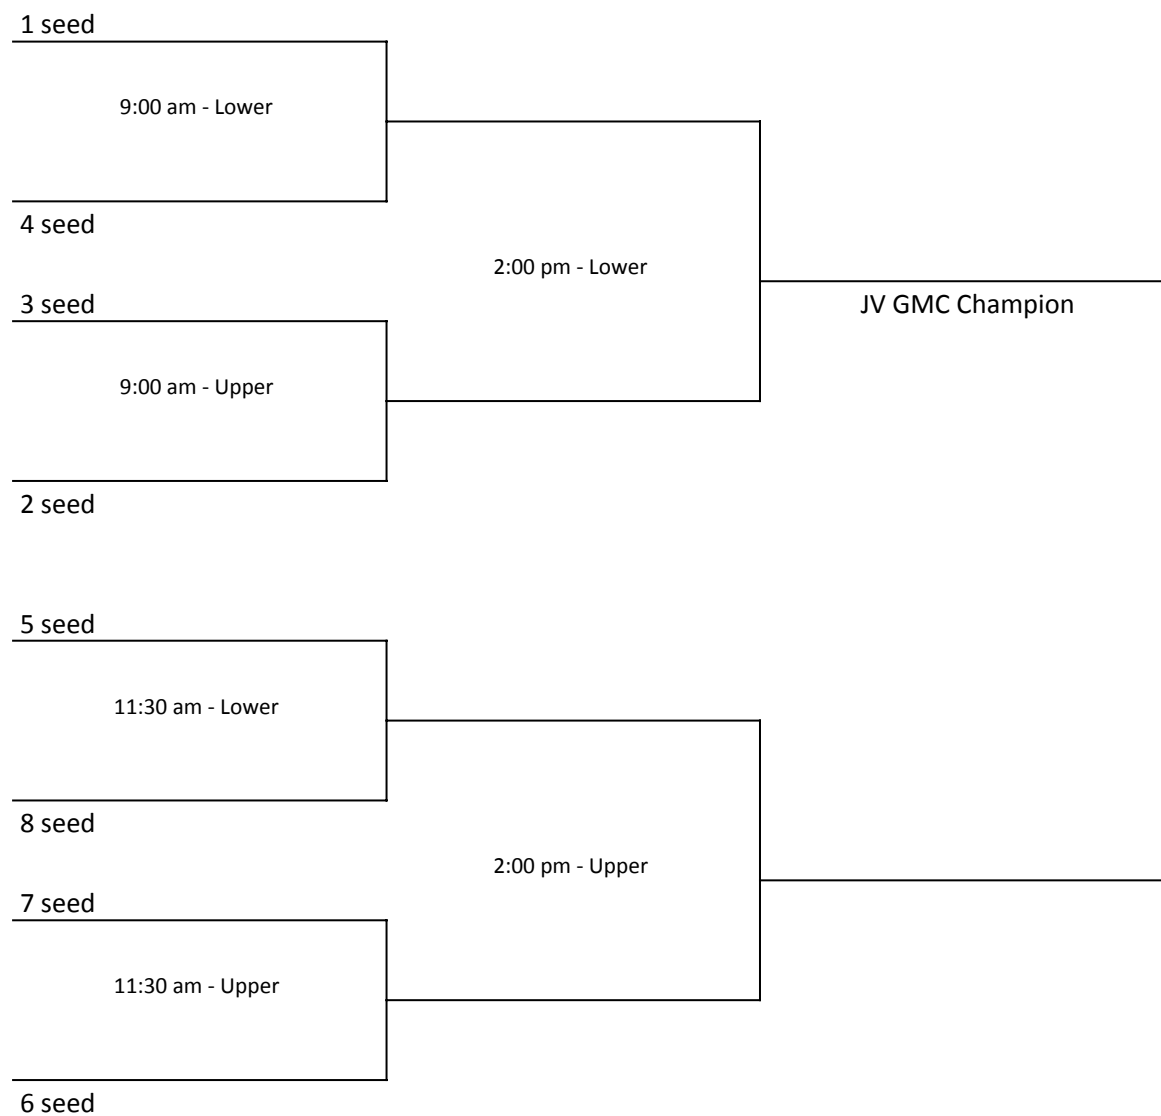 1 seed
9:00 am - Lower
4 seed
2:00 pm - Lower
3 seed
JV GMC Champion
9:00 am - Upper
2 seed
5 seed
11:30 am - Lower
8 seed
2:00 pm - Upper
7 seed
11:30 am - Upper
6 seed